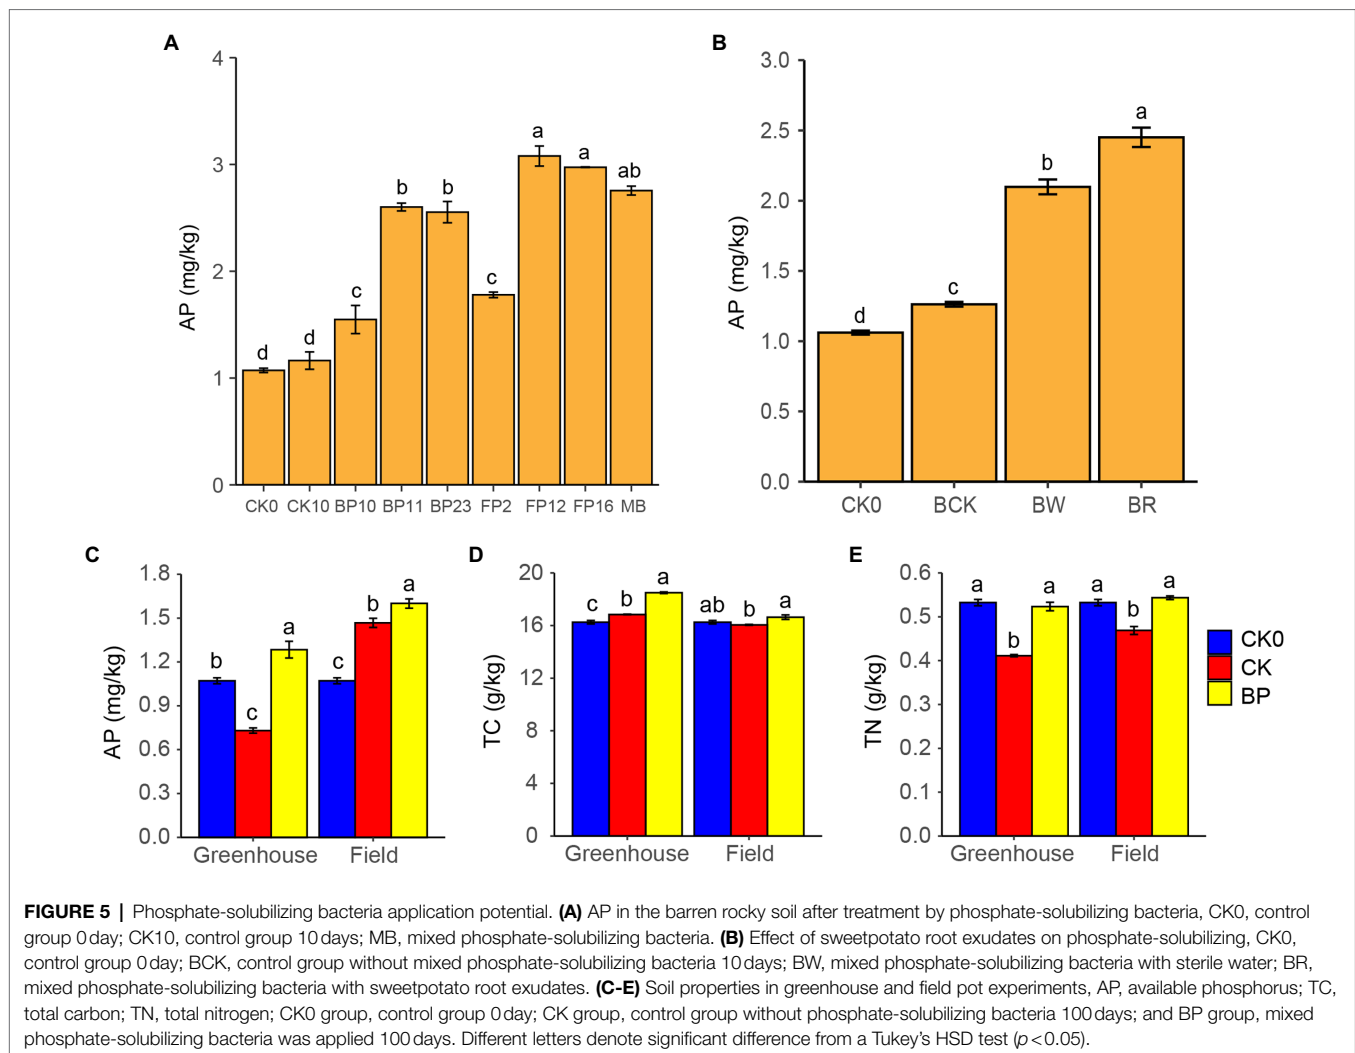 A
AP (mg/kg)
4
3
2
1
0
d
d
c
b
b
c
a
a
ab
CK0 CK10 BP10 BP11 BP23 FP2 FP12 FP16 MB
B
AP (mg/kg)
3.0
2.5
2.0
1.5
1.0
0.5
0.0
d
c
b
a
CK0 BCK BW BR
C
AP (mg/kg)
1.8
1.5
1.2
0.9
0.6
0.3
0.0
b
c
a
c
b
a
Greenhouse Field
D
TC (g/kg)
20
16
12
8
4
0
c
b
a
ab
b
a
Greenhouse Field
E
TN (g/kg)
0.6
0.5
0.4
0.3
0.2
0.1
0.0
a
b
a
a
b
a
Greenhouse Field
CK0
CK
BP
FIGURE 5 | Phosphate-solubilizing bacteria application potential. (A) AP in the barren rocky soil after treatment by phosphate-solubilizing bacteria, CK0, control
group 0 day; CK10, control group 10 days; MB, mixed phosphate-solubilizing bacteria. (B) Effect of sweetpotato root exudates on phosphate-solubilizing, CK0,
control group 0 day; BCK, control group without mixed phosphate-solubilizing bacteria 10 days; BW, mixed phosphate-solubilizing bacteria with sterile water; BR,
mixed phosphate-solubilizing bacteria with sweetpotato root exudates. (C-E) Soil properties in greenhouse and field pot experiments, AP, available phosphorus; TC,
total carbon; TN, total nitrogen; CK0 group, control group 0 day; CK group, control group without phosphate-solubilizing bacteria 100 days; and BP group, mixed
phosphate-solubilizing bacteria was applied 100 days. Different letters denote significant difference from a Tukey's HSD test (p < 0.05).